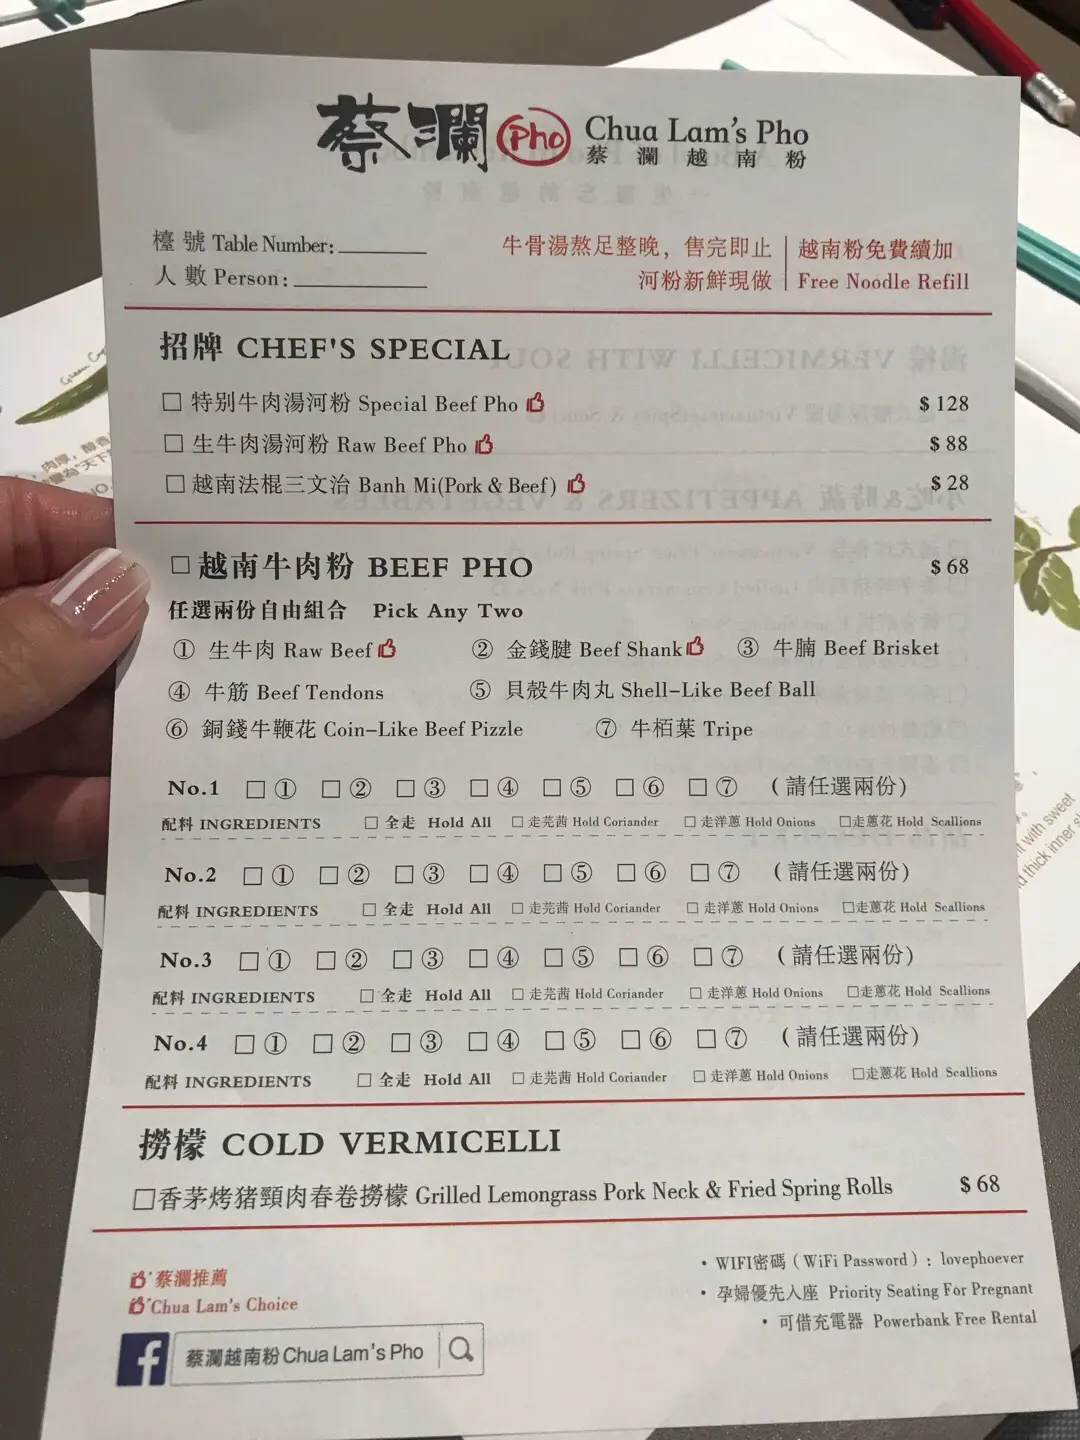 蔡瀾 Pho Chua Lam's Pho
蔡瀾越南粉
檯號 Table Number:
人數 Person:
牛骨湯熬足整晚，售完即止
河粉新鮮現做
越南粉免費續加
Free Noodle Refill
招牌 CHEF'S SPECIAL
☐ 特別牛肉湯河粉 Special Beef Pho $ 128
☐ 生牛肉湯河粉 Raw Beef Pho $ 88
☐ 越南法棍三文治 Banh Mi(Pork & Beef) $ 28
☐ 越南牛肉粉 BEEF PHO $ 68
任選兩份自由組合 Pick Any Two
① 生牛肉 Raw Beef ② 金錢腱 Beef Shank ③ 牛腩 Beef Brisket
④ 牛筋 Beef Tendons ⑤ 貝殼牛肉丸 Shell-Like Beef Ball
⑥ 銅錢牛鞭花 Coin-Like Beef Pizzle ⑦ 牛栢葉 Tripe
No.1 ☐ ① ☐ ② ☐ ③ ☐ ④ ☐ ⑤ ☐ ⑥ ☐ ⑦ (請任選兩份)
配料 INGREDIENTS ☐ 全走 Hold All ☐ 走芫茜 Hold Coriander ☐ 走洋蔥 Hold Onions ☐走蔥花 Hold Scallions
No.2 ☐ ① ☐ ② ☐ ③ ☐ ④ ☐ ⑤ ☐ ⑥ ☐ ⑦ (請任選兩份)
配料 INGREDIENTS ☐ 全走 Hold All ☐ 走芫茜 Hold Coriander ☐ 走洋蔥 Hold Onions ☐走蔥花 Hold Scallions
No.3 ☐ ① ☐ ② ☐ ③ ☐ ④ ☐ ⑤ ☐ ⑥ ☐ ⑦ (請任選兩份)
配料 INGREDIENTS ☐ 全走 Hold All ☐ 走芫茜 Hold Coriander ☐ 走洋蔥 Hold Onions ☐走蔥花 Hold Scallions
No.4 ☐ ① ☐ ② ☐ ③ ☐ ④ ☐ ⑤ ☐ ⑥ ☐ ⑦ (請任選兩份)
配料 INGREDIENTS ☐ 全走 Hold All ☐ 走芫茜 Hold Coriander ☐ 走洋蔥 Hold Onions ☐走蔥花 Hold Scallions
撈檬 COLD VERMICELLI
☐香茅烤猪頸肉春卷撈檬 Grilled Lemongrass Pork Neck & Fried Spring Rolls $ 68
蔡瀾推薦
Chua Lam's Choice
f 蔡瀾越南粉Chua Lam's Pho
• WIFI密碼（WiFi Password）: lovephoever
• 孕婦優先人座 Priority Seating For Pregnant
• 可借充電器 Powerbank Free Rental
with sweet
thick inner